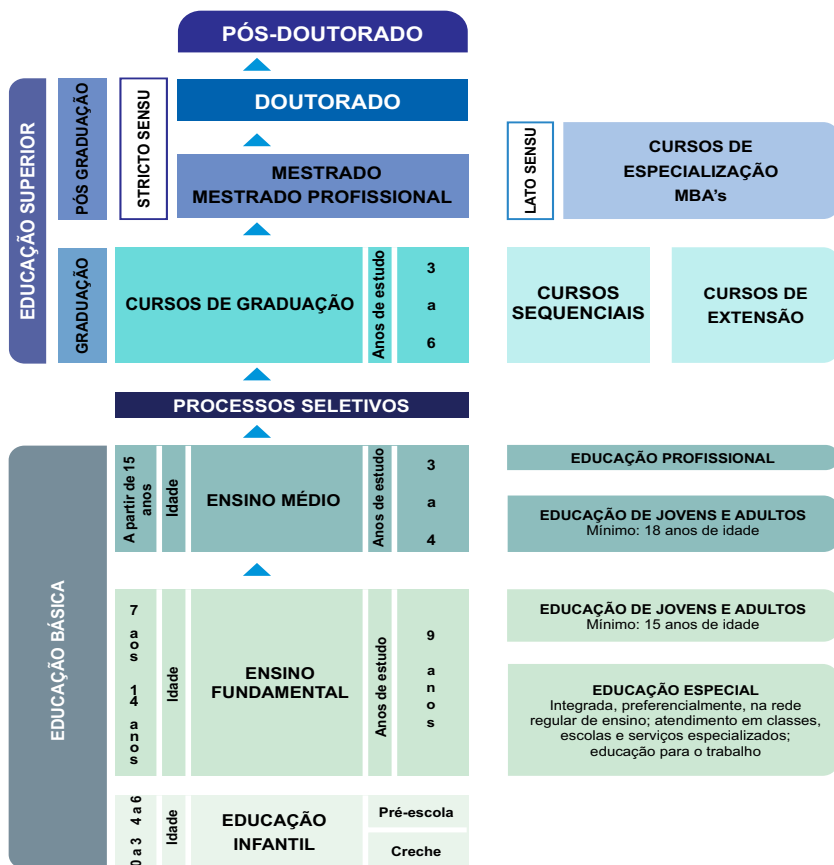 PÓS-DOUTORADO
EDUCAÇÃO SUPERIOR
PÓS GRADUAÇÃO
STRICTO SENSU
DOUTORADO
MESTRADO
MESTRADO PROFISSIONAL
LATO SENSU
CURSOS DE
ESPECIALIZAÇÃO
MBA's
GRADUAÇÃO
CURSOS DE GRADUAÇÃO
Anos de estudo
3
a
6
CURSOS
SEQUENCIAIS
CURSOS DE
EXTENSÃO
PROCESSOS SELETIVOS
EDUCAÇÃO BÁSICA
A partir de 15
anos
Idade
ENSINO MÉDIO
Anos de estudo
3
a
4
EDUCAÇÃO PROFISSIONAL
EDUCAÇÃO DE JOVENS E ADULTOS
Mínimo: 18 anos de idade
7 aos 14 anos
Idade
ENSINO
FUNDAMENTAL
Anos de estudo
9 anos
EDUCAÇÃO DE JOVENS E ADULTOS
Mínimo: 15 anos de idade
EDUCAÇÃO ESPECIAL
Integrada, preferencialmente, na rede
regular de ensino; atendimento em classes,
escolas e serviços especializados;
educação para o trabalho
0 a 3 4 a 6
Idade
EDUCAÇÃO
INFANTIL
Pré-escola
Creche